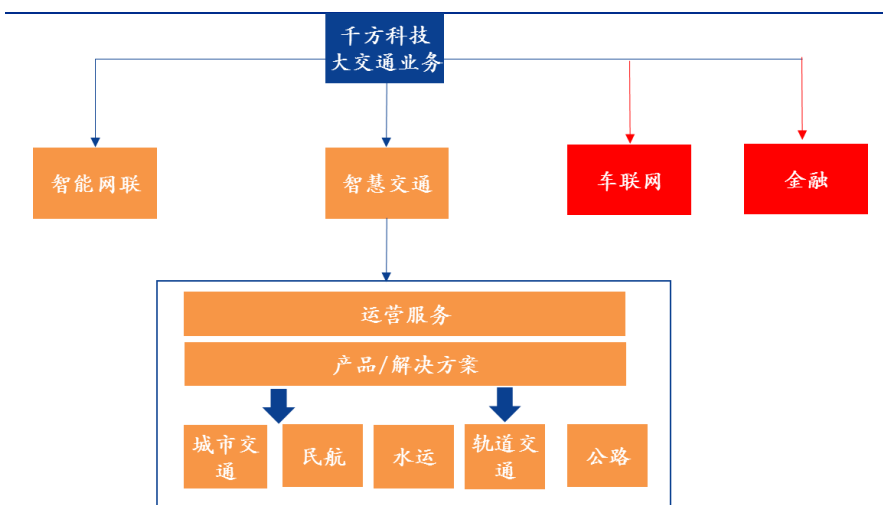 千方科技
大交通业务
智能网联
智慧交通
车联网
金融
运营服务
产品/解决方案
城市交
通
民航
水运
轨道交
通
公路